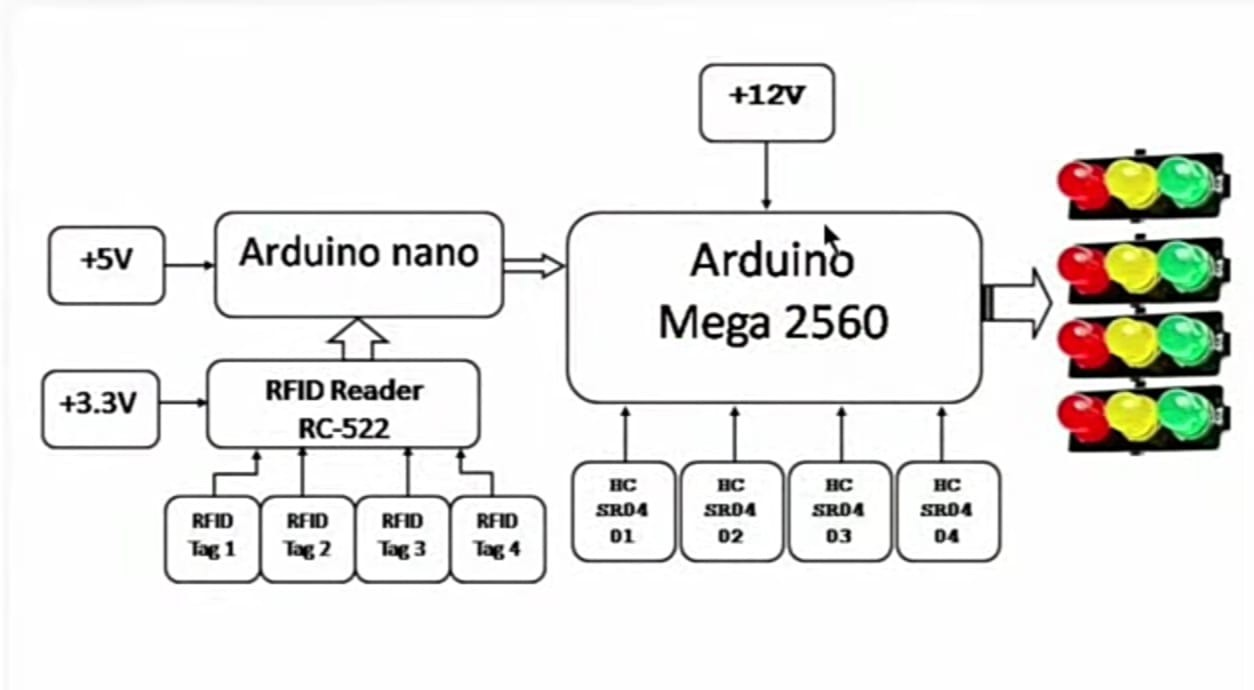 +12V
+5V
Arduino nano
Arduino
Mega 2560
+3.3V
RFID Reader
RC-522
RFID
Tag 1
RFID
Tag 2
RFID
Tag 3
RFID
Tag 4
HC
SR04
01
HC
SR04
02
HC
SR04
03
HC
SR04
04